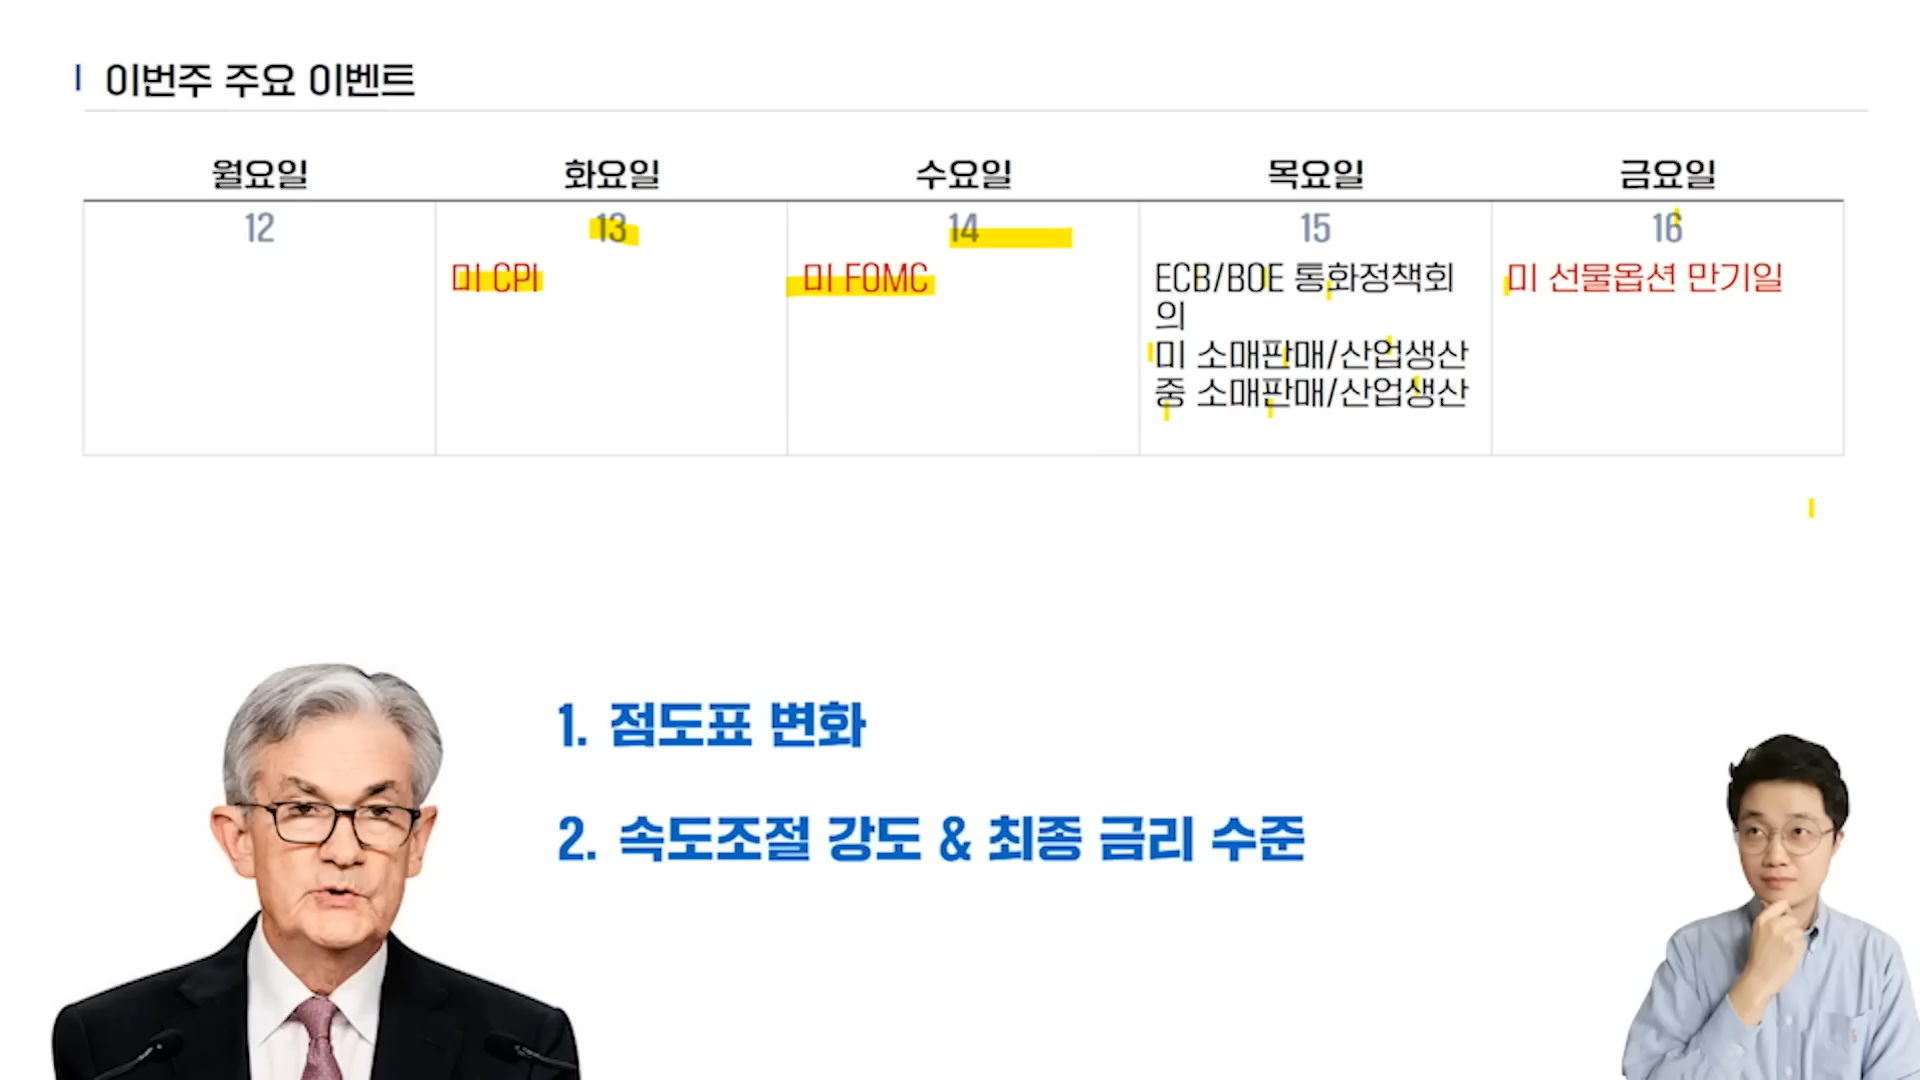 이번주 주요 이벤트
월요일 화요일 수요일 목요일 금요일
12 13 14 15 16
미 CPI
미 FOMC
ECB/BOE 통화정책회
의
미 소매판매/산업생산
중 소매판매/산업생산
미 선물옵션 만기일
1. 점도표 변화
2. 속도조절 강도 & 최종 금리 수준